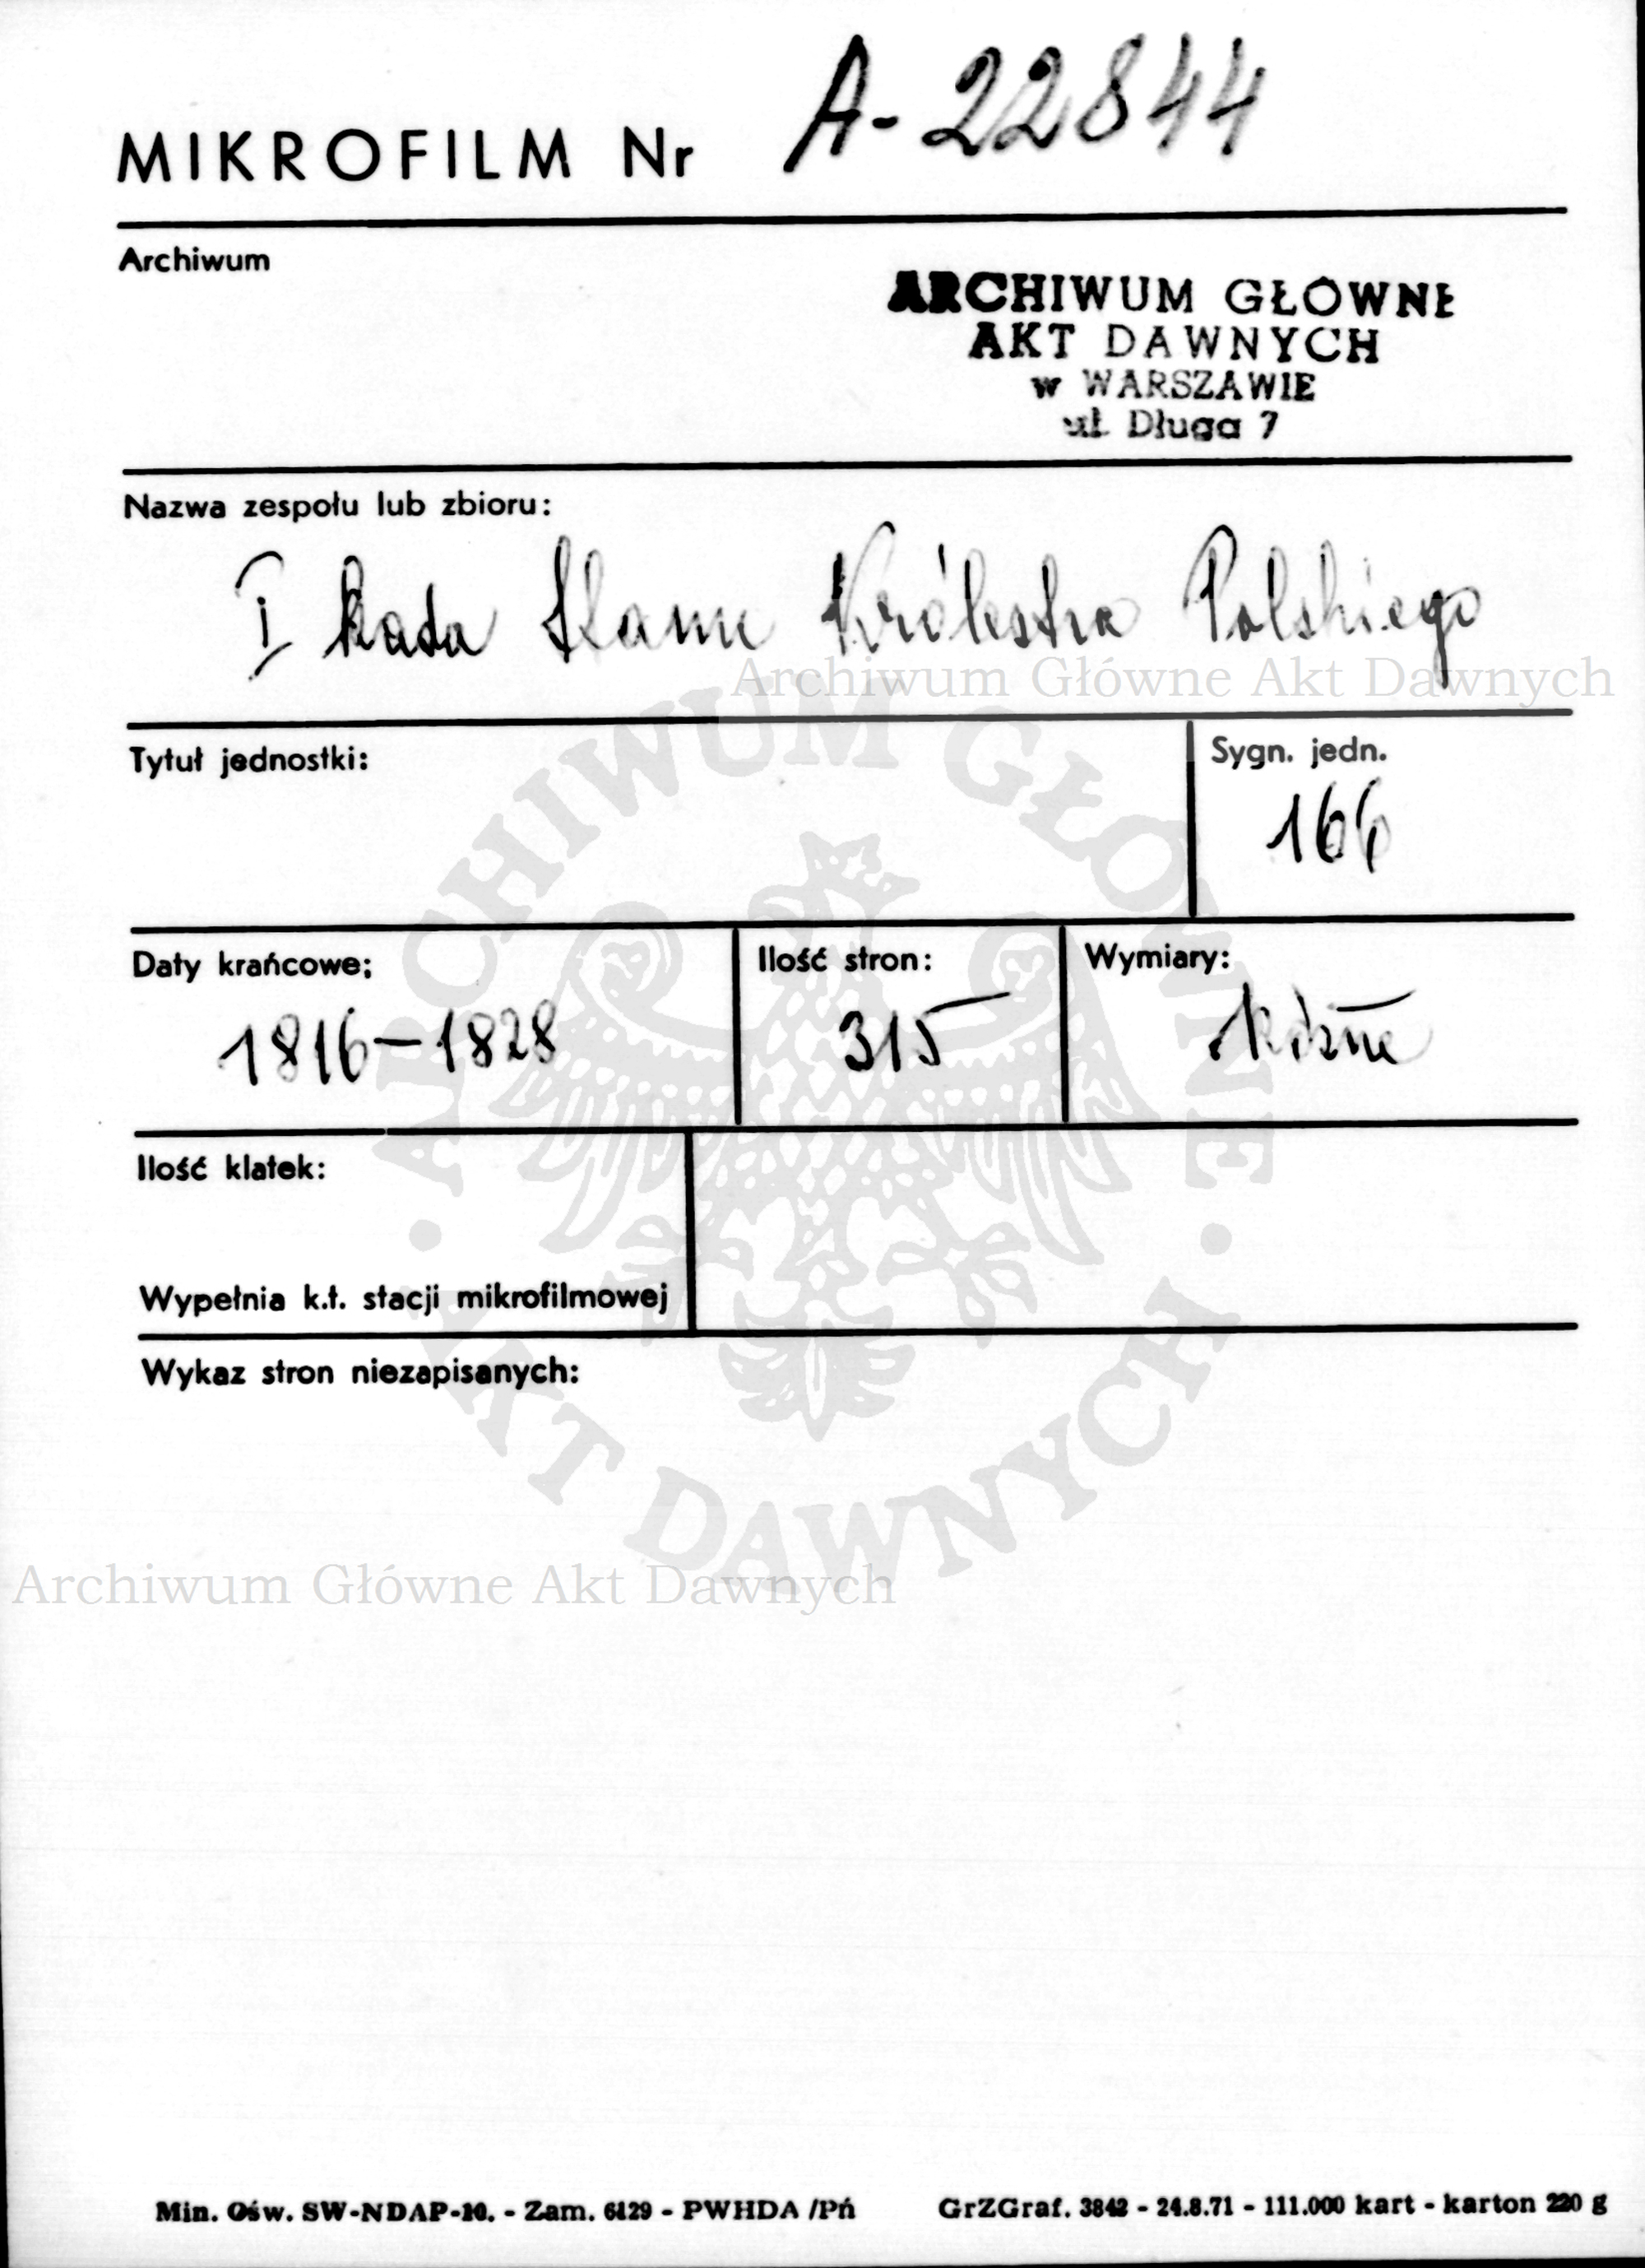 MIKROFILM Nr A-22844
Archiwum
ARCHIWUM GŁÓWNE
AKT DAWNYCH
w WARSZAWIE
ul. Długa 7
Nazwa zespołu lub zbioru:
I Rada Stanu Królestwa Polskiego
Archiwum Główne Akt Dawnych
Tytuł jednostki:
Sygn. jedn.
166
Daty krańcowe:
1816-1828
Ilość stron:
315
Wymiary:
Różne
Ilość klatek:
Wypełnia k.t. stacji mikrofilmowej
Wykaz stron niezapisanych:
ARCHIWUM GŁÓWNE
AKT DAWNYCH
Archiwum Główne Akt Dawnych
Min. Ośw. SW-NDAP-10. - Zam. 6129 - PWHDA /Pń
GrZGraf. 3842 - 24.8.71 - 111.000 kart - karton 220 g